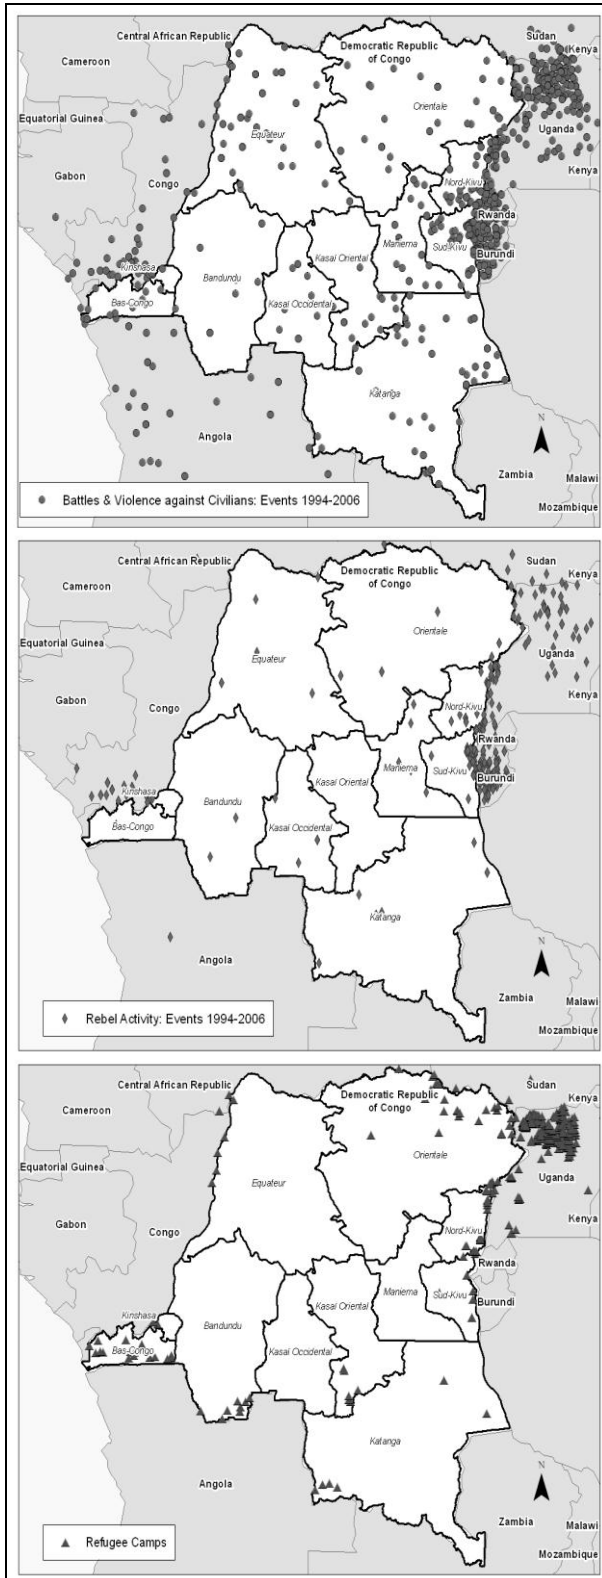 Central African Republic
Democratic Republic
of Congo
Sudan
Kenya
Cameroon
Equatorial Guinea
Orientale
Equateur
Uganda
Gabon
Congo
Nord-Kivu
Kenya
Rwanda
Maniema
Sud-Kivu
Kasai Oriental
Burundi
Kinshasa
Bandundu
Bas-Congo
Kasai Occidental
Katanga
Angola
N
Zambia
Malawi
Battles & Violence against Civilians: Events 1994-2006
Mozambique
Central African Republic
Democratic Republic
of Congo
Sudan
Kenya
Cameroon
Equatorial Guinea
Orientale
Uganda
Equateur
Gabon
Congo
Kenya
Nord-Kivu
Rwanda
Maniema
Sud-Kivu
Kasai Oriental
Burundi
Kinshasa
Bandundu
Bas-Congo
Kasai Occidental
Katanga
Angola
N
Zambia
Malawi
Rebel Activity: Events 1994-2006
Mozambique
Central African Republic
Democratic Republic
of Congo
Sudan
Kenya
Cameroon
Orientale
Equatorial Guinea
Uganda
Equateur
Gabon
Congo
Kenya
Nord-Kivu
Rwanda
Maniema
Sud-Kivu
Kasai Oriental
Burundi
Kinshasa
Bandundu
Bas-Congo
Kasai Occidental
Katanga
Angola
N
Zambia
Malawi
Refugee Camps
Mozambique